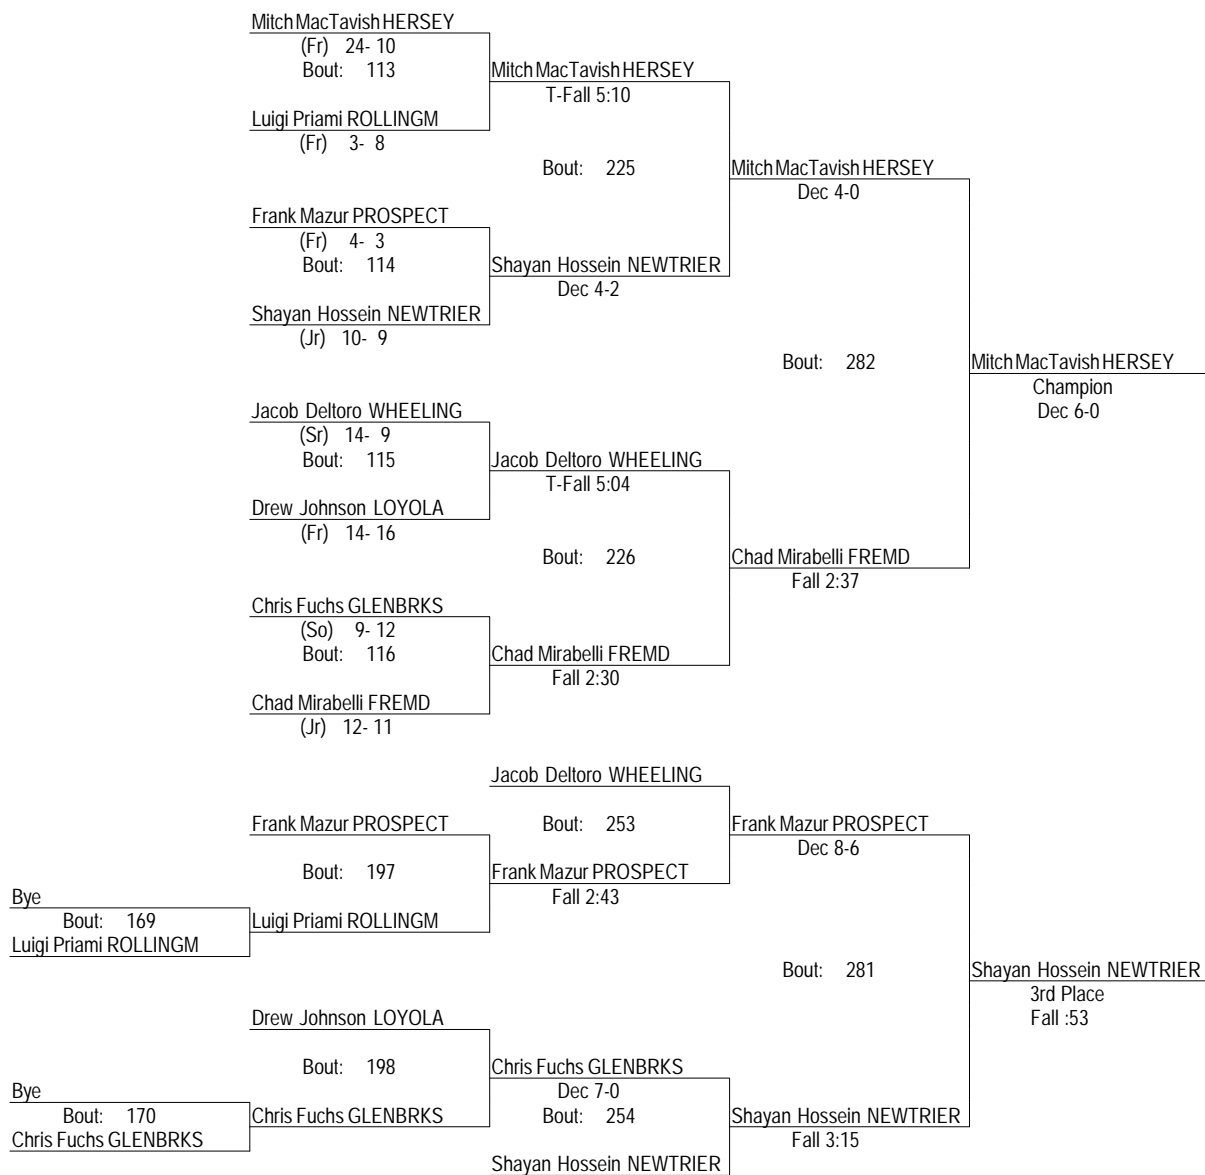 Mitch MacTavish HERSEY
(Fr) 24- 10
Bout: 113
Mitch MacTavish HERSEY
T-Fall 5:10
Luigi Priami ROLLINGM
(Fr) 3- 8
Bout: 225
Mitch MacTavish HERSEY
Dec 4-0
Frank Mazur PROSPECT
(Fr) 4- 3
Bout: 114
Shayan Hossein NEWTRIER
Dec 4-2
Shayan Hossein NEWTRIER
(Jr) 10- 9
Bout: 282
Mitch MacTavish HERSEY
Champion
Dec 6-0
Jacob Deltoro WHEELING
(Sr) 14- 9
Bout: 115
Jacob Deltoro WHEELING
T-Fall 5:04
Drew Johnson LOYOLA
(Fr) 14- 16
Bout: 226
Chad Mirabelli FREMD
Fall 2:37
Chris Fuchs GLENBRKS
(So) 9- 12
Bout: 116
Chad Mirabelli FREMD
Fall 2:30
Chad Mirabelli FREMD
(Jr) 12- 11
Jacob Deltoro WHEELING
Frank Mazur PROSPECT
Bout: 253
Frank Mazur PROSPECT
Dec 8-6
Bout: 197
Frank Mazur PROSPECT
Fall 2:43
Bye
Bout: 169
Luigi Priami ROLLINGM
Luigi Priami ROLLINGM
Bout: 281
Shayan Hossein NEWTRIER
3rd Place
Fall :53
Drew Johnson LOYOLA
Bout: 198
Chris Fuchs GLENBRKS
Dec 7-0
Bye
Bout: 170
Chris Fuchs GLENBRKS
Chris Fuchs GLENBRKS
Bout: 254
Shayan Hossein NEWTRIER
Fall 3:15
Shayan Hossein NEWTRIER